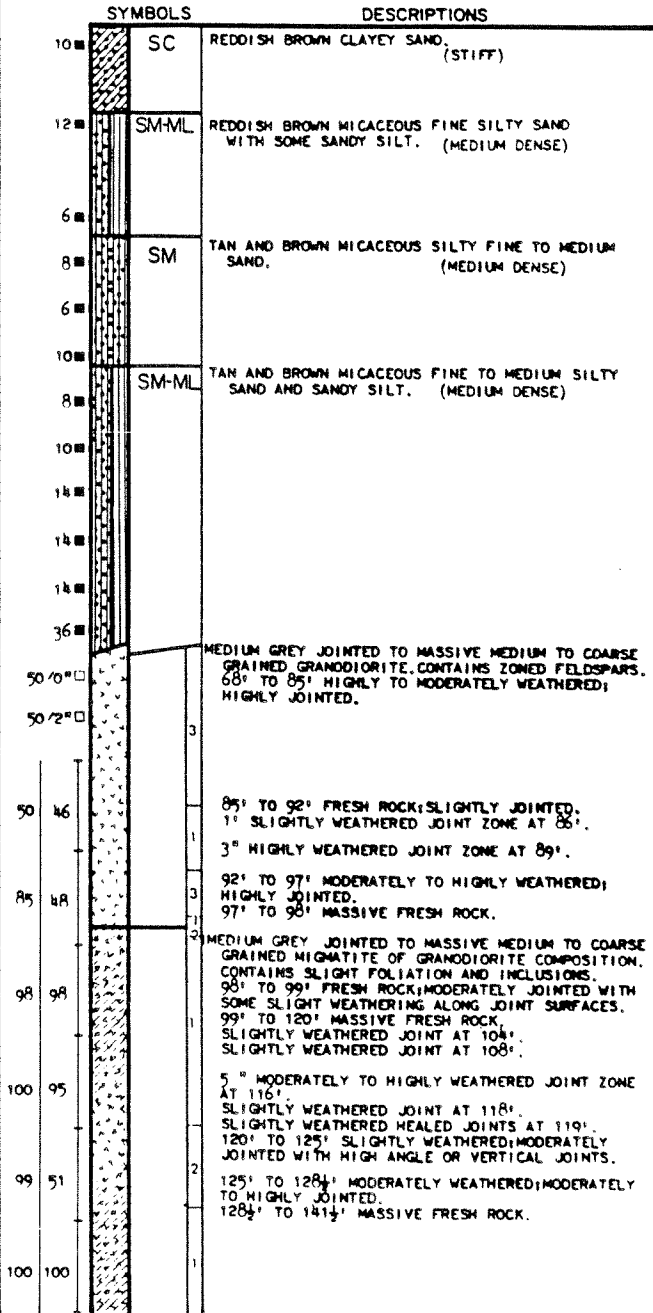 SYMBOLS DESCRIPTIONS
10 SC REDDISH BROWN CLAYEY SAND.
(STIFF)
12 SM-ML REDDISH BROWN MICACEOUS FINE SILTY SAND
WITH SOME SANDY SILT. (MEDIUM DENSE)
6
SM TAN AND BROWN MICACEOUS SILTY FINE TO MEDIUM
8 SAND. (MEDIUM DENSE)
6
10
SM-ML TAN AND BROWN MICACEOUS FINE TO MEDIUM SILTY
8 SAND AND SANDY SILT. (MEDIUM DENSE)
10
14
14
14
36
MEDIUM GREY JOINTED TO MASSIVE MEDIUM TO COARSE
GRAINED GRANODIORITE. CONTAINS ZONED FELDSPARS.
50/0" 68' TO 85' HIGHLY TO MODERATELY WEATHERED;
HIGHLY JOINTED.
50/2"
3
85' TO 92' FRESH ROCK; SLIGHTLY JOINTED.
50 46 1" SLIGHTLY WEATHERED JOINT ZONE AT 86'.
1
3" HIGHLY WEATHERED JOINT ZONE AT 89'.
92' TO 97' MODERATELY TO HIGHLY WEATHERED;
85 48 3 HIGHLY JOINTED.
1 97' TO 98' MASSIVE FRESH ROCK.
2 MEDIUM GREY JOINTED TO MASSIVE MEDIUM TO COARSE
GRAINED MIGMATITE OF GRANODIORITE COMPOSITION.
CONTAINS SLIGHT FOLIATION AND INCLUSIONS.
98 98 98' TO 99' FRESH ROCK; MODERATELY JOINTED WITH
SOME SLIGHT WEATHERING ALONG JOINT SURFACES.
99' TO 120' MASSIVE FRESH ROCK,
1 SLIGHTLY WEATHERED JOINT AT 104'.
SLIGHTLY WEATHERED JOINT AT 108'.
100 95 5 " MODERATELY TO HIGHLY WEATHERED JOINT ZONE
AT 116'.
SLIGHTLY WEATHERED JOINT AT 118'.
SLIGHTLY WEATHERED HEALED JOINTS AT 119'.
120' TO 125' SLIGHTLY WEATHERED; MODERATELY
JOINTED WITH HIGH ANGLE OR VERTICAL JOINTS.
99 51 2 125' TO 128½' MODERATELY WEATHERED; MODERATELY
TO HIGHLY JOINTED.
128½' TO 141½' MASSIVE FRESH ROCK.
100 100 1